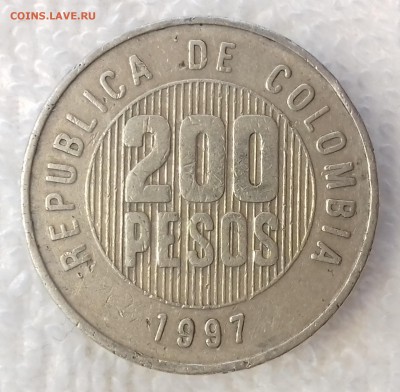 COINS.LAVE.RU
REPUBLICA DE COLOMBIA
200
PESOS
1997